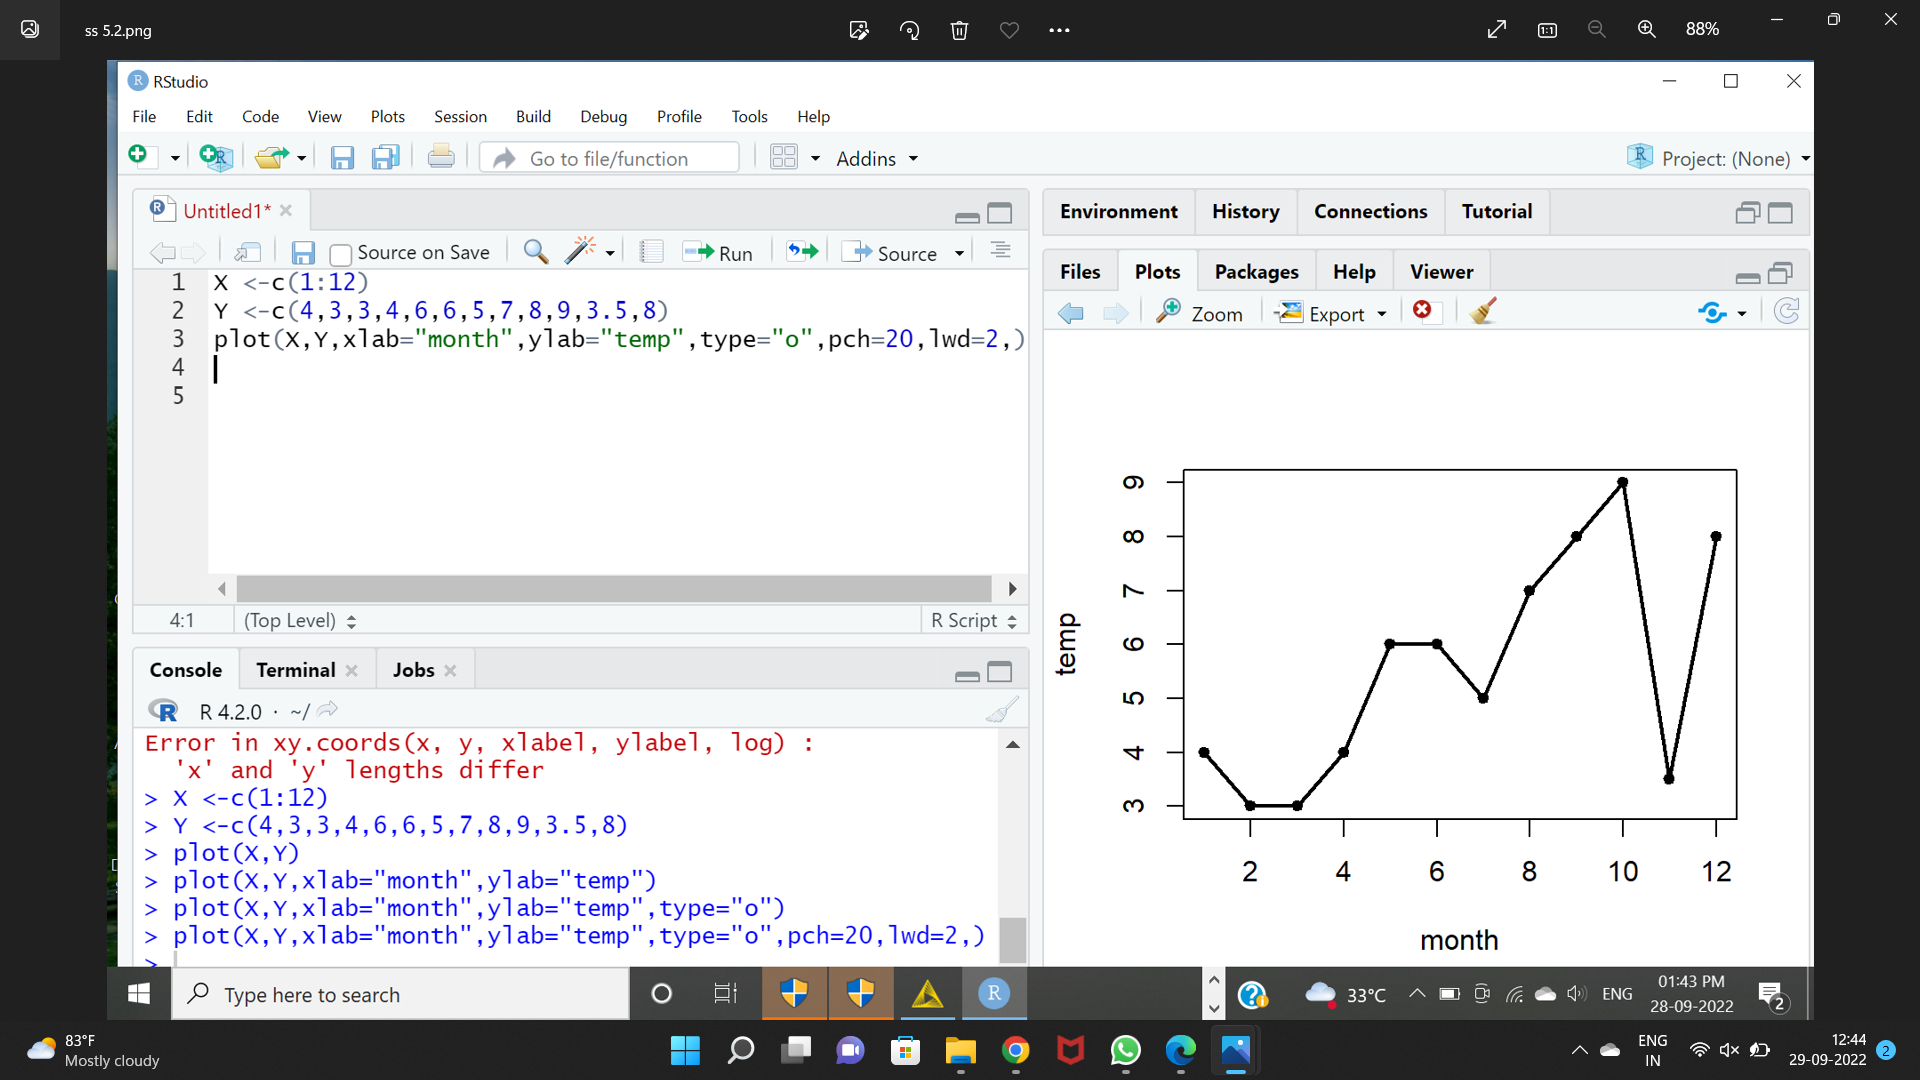 ss 5.2.png
88%
RStudio
File Edit Code View Plots Session Build Debug Profile Tools Help
Go to file/function
Addins
Project: (None)
Untitled1*
Source on Save
Run
Source
1 X <-c(1:12)
2 Y <-c(4,3,3,4,6,6,5,7,8,9,3.5,8)
3 plot(X,Y,xlab="month",ylab="temp",type="o",pch=20,lwd=2,)
4
5
4:1 (Top Level) R Script
Console Terminal Jobs
R 4.2.0 · ~/
Error in xy.coords(x, y, xlabel, ylabel, log) :
'x' and 'y' lengths differ
> X <-c(1:12)
> Y <-c(4,3,3,4,6,6,5,7,8,9,3.5,8)
> plot(X,Y)
> plot(X,Y,xlab="month",ylab="temp")
> plot(X,Y,xlab="month",ylab="temp",type="o")
> plot(X,Y,xlab="month",ylab="temp",type="o",pch=20,lwd=2,)
>
Environment History Connections Tutorial
Files Plots Packages Help Viewer
Zoom Export
9
8
7
6
5
4
3
temp
2 4 6 8 10 12
month
Type here to search
33°C
ENG
01:43 PM
28-09-2022
2
83°F
Mostly cloudy
ENG
IN
12:44
29-09-2022
2